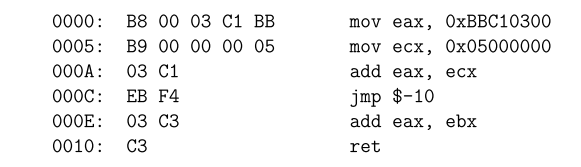 0000: B8 00 03 C1 BB mov eax, 0xBBC10300
0005: B9 00 00 00 05 mov ecx, 0x05000000
000A: 03 C1 add eax, ecx
000C: EB F4 jmp $-10
000E: 03 C3 add eax, ebx
0010: C3 ret